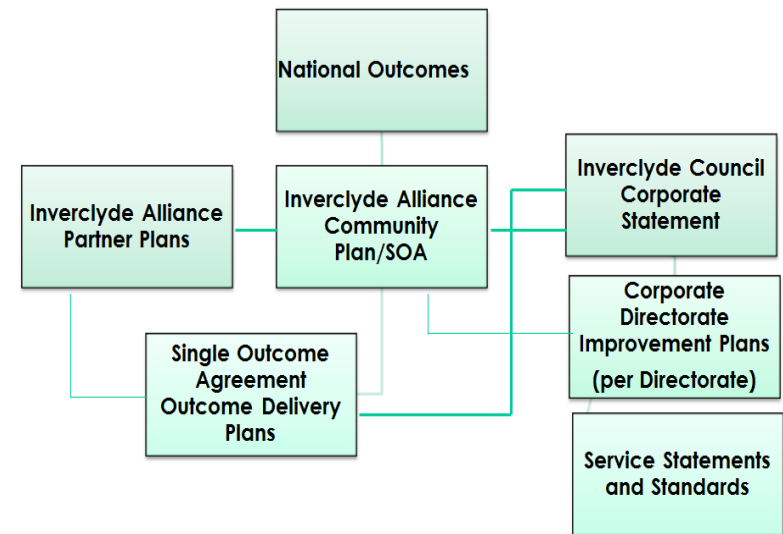 National Outcomes
Inverclyde Alliance
Partner Plans
Inverclyde Alliance
Community
Plan/SOA
Inverclyde Council
Corporate
Statement
Single Outcome
Agreement
Outcome Delivery
Plans
Corporate
Directorate
Improvement Plans
(per Directorate)
Service Statements
and Standards